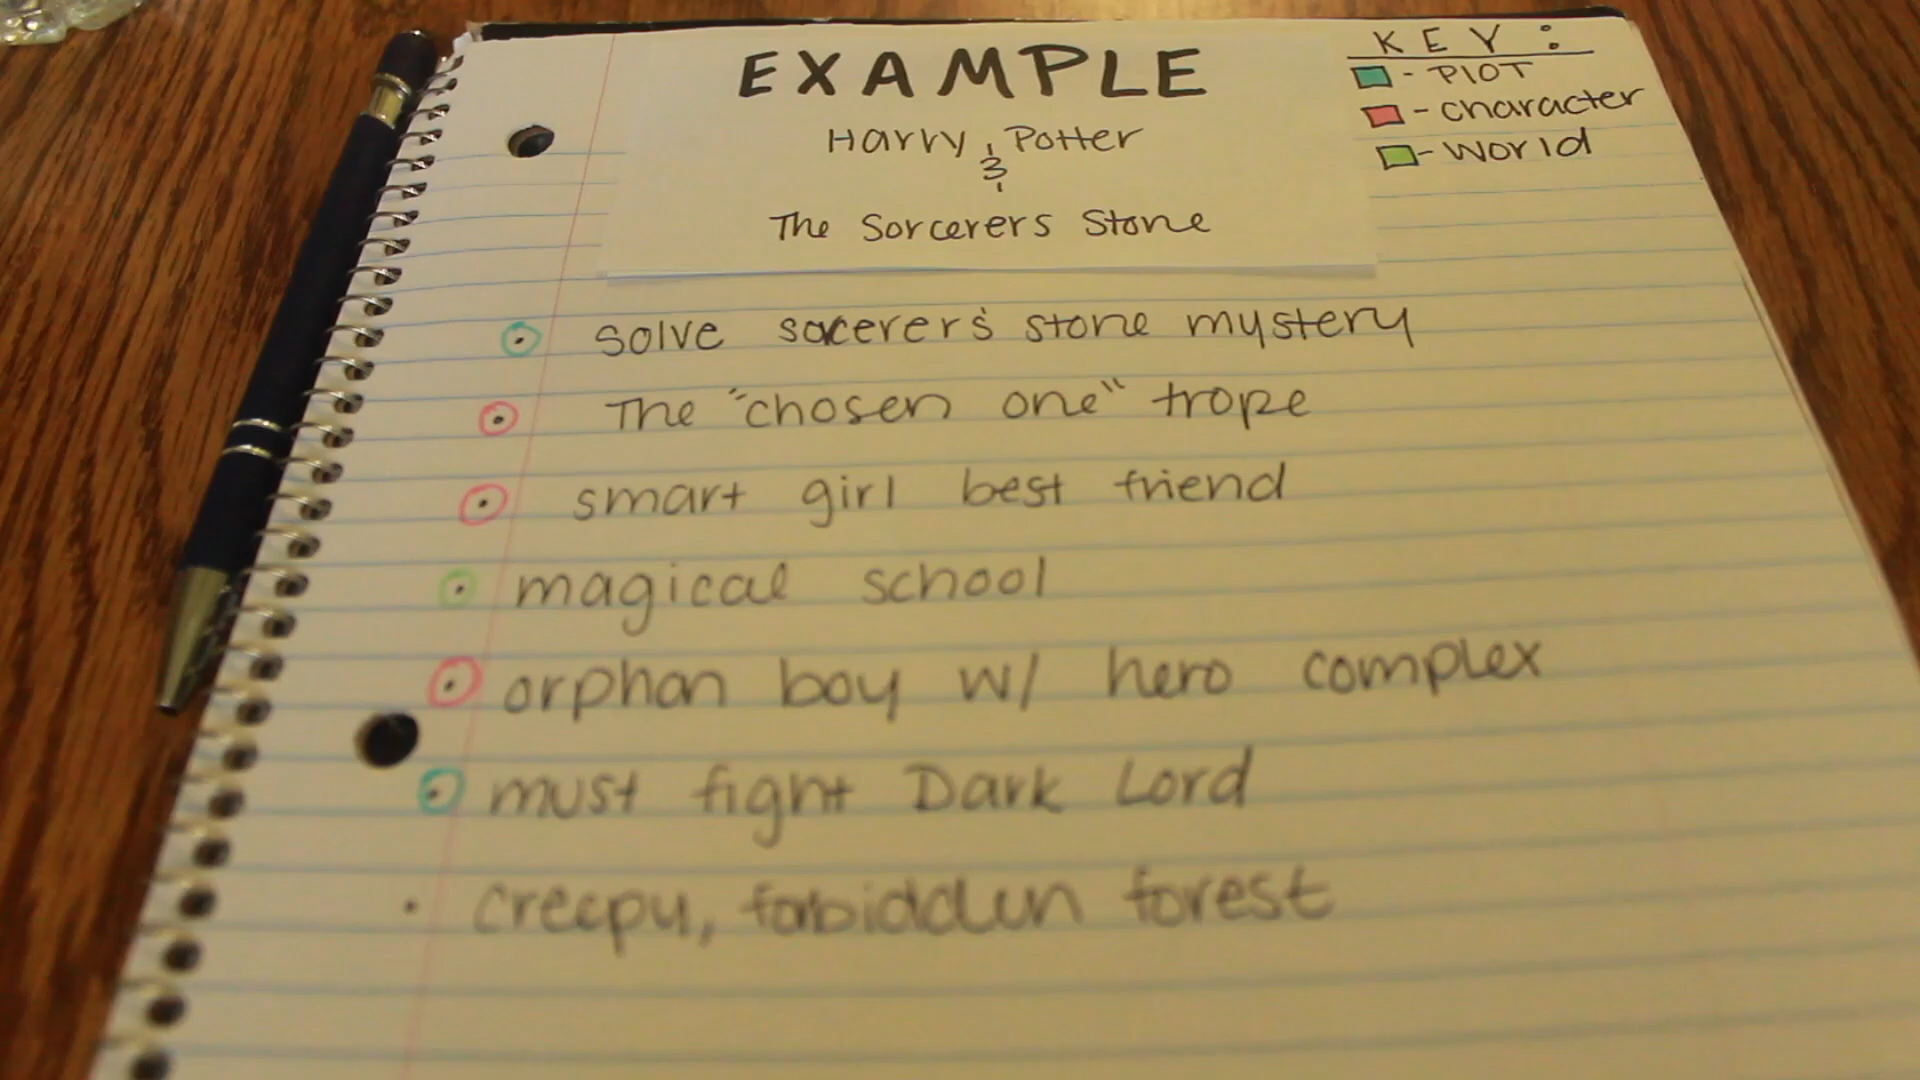 EXAMPLE
Harry Potter
&
The Sorcerers Stone
KEY:
- PlOT
- character
- World
• solve sorcerer's stone mystery
• The "chosen one" trope
• smart girl best friend
• magical school
• orphan boy w/ hero complex
• must fight Dark Lord
• creepy, forbidden forest